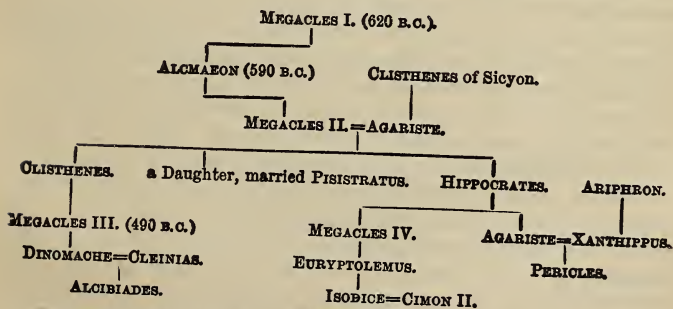 MEGACLES I. (620 B.C.).
ALCMAEON (590 B.C.) CLISTHENES of Sicyon.
MEGACLES II.=AGARISTE.
CLISTHENES. a Daughter, married PISISTRATUS. HIPPOCRATES. ARIPHRON.
MEGACLES III. (490 B.C.) MEGACLES IV. AGARISTE=XANTHIPPUS.
DINOMACHE=CLEINIAS. EURYPTOLEMUS. PERICLES.
ALCIBIADES. ISODICE=CIMON II.